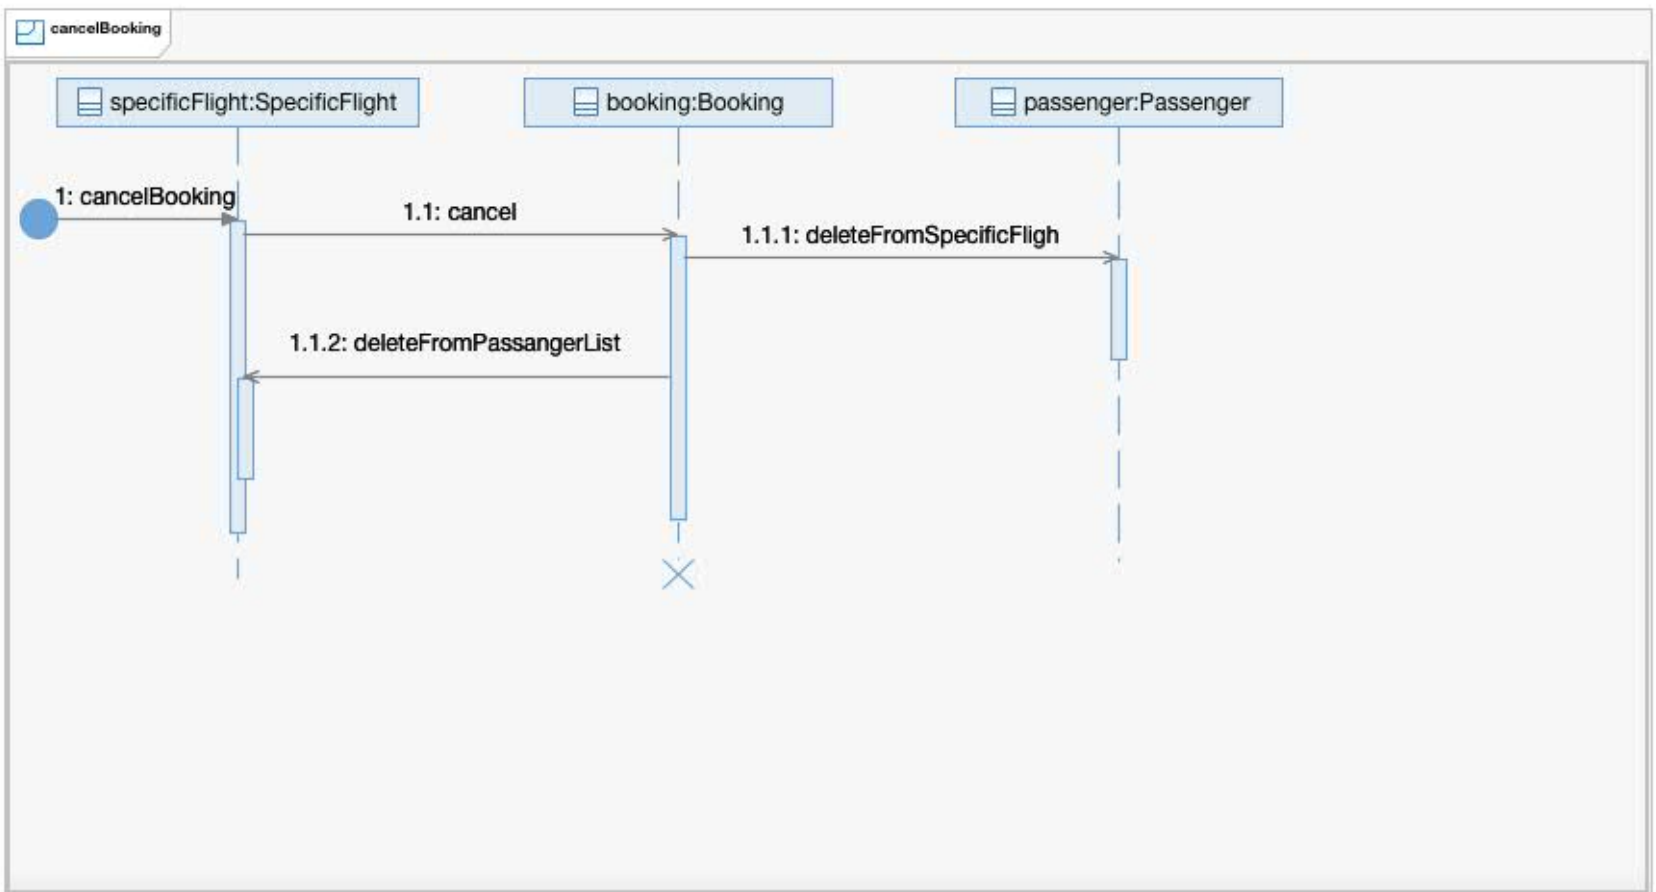 cancelBooking
specificFlight:SpecificFlight
booking:Booking
passenger:Passenger
1: cancelBooking
1.1: cancel
1.1.1: deleteFromSpecificFligh
1.1.2: deleteFromPassangerList